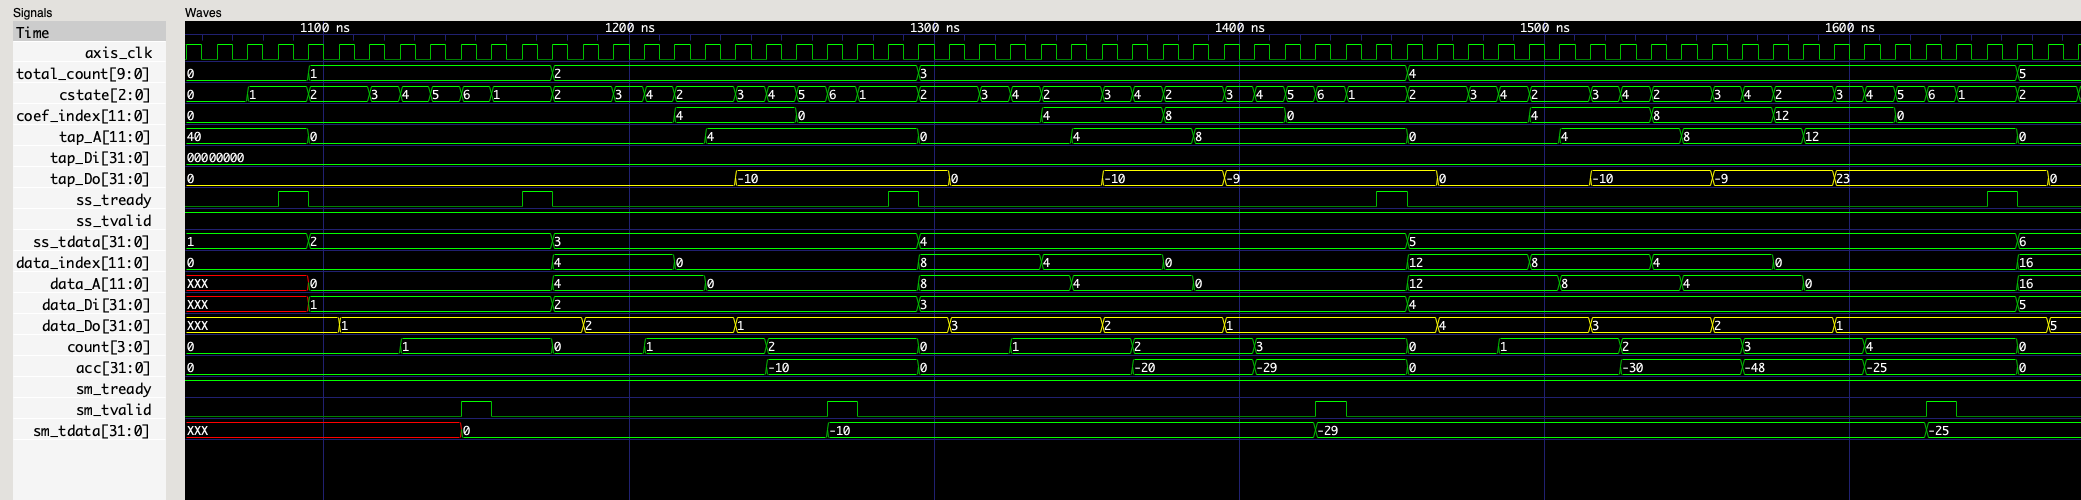 Signals Waves
Time 1100 ns 1200 ns 1300 ns 1400 ns 1500 ns 1600 ns
axis_clk
total_count[9:0] 0 1 2 3 4 5
cstate[2:0] 0 1 2 3 4 5 6 1 2 3 4 2 3 4 5 6 1 2 3 4 2 3 4 2 3 4 5 6 1 2 3 4 2 3 4 2 3 4 2 3 4 5 6 1 2
coef_index[11:0] 0 4 0 4 8 0 4 8 12 0
tap_A[11:0] 40 0 4 0 4 8 0 4 8 12 0
tap_Di[31:0] 00000000
tap_Do[31:0] 0 -10 0 -10 -9 0 -10 -9 23 0
ss_tready
ss_tvalid
ss_tdata[31:0] 1 2 3 4 5 6
data_index[11:0] 0 4 0 8 4 0 12 8 4 0 16
data_A[11:0] XXX 0 4 0 8 4 0 12 8 4 0 16
data_Di[31:0] XXX 1 2 3 4 5
data_Do[31:0] XXX 1 2 1 3 2 1 4 3 2 1 5
count[3:0] 0 1 0 1 2 0 1 2 3 0 1 2 3 4 0
acc[31:0] 0 -10 0 -20 -29 0 -30 -48 -25 0
sm_tready
sm_tvalid
sm_tdata[31:0] XXX 0 -10 -29 -25